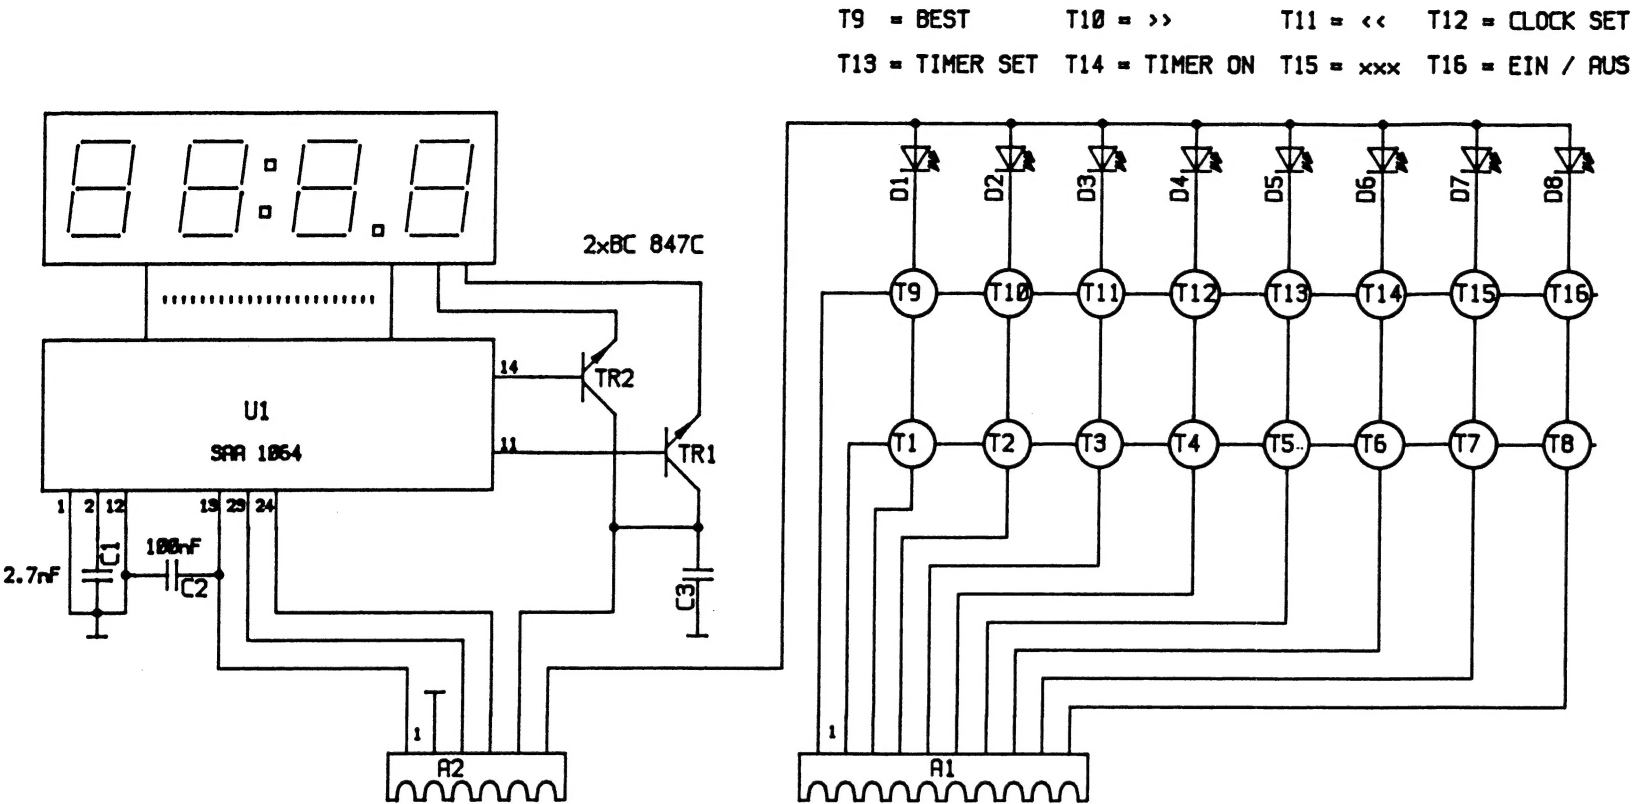 T9 = BEST T10 = >> T11 = << T12 = CLOCK SET
T13 = TIMER SET T14 = TIMER ON T15 = xxx T16 = EIN / AUS
D1 D2 D3 D4 D5 D6 D7 D8
2xBC 847C
T9 T10 T11 T12 T13 T14 T15 T16
14
TR2
U1
SAA 1064
11
TR1
T1 T2 T3 T4 T5 T6 T7 T8
1 2 12 19 23 24
C1
100nF
2.7nF
C2
C3
1
1
A2
A1